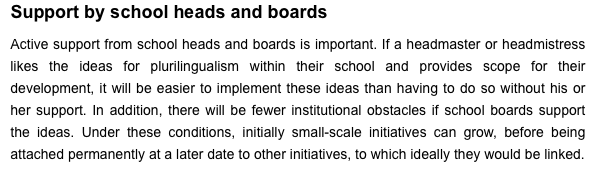 Support by school heads and boards
Active support from school heads and boards is important. If a headmaster or headmistress
likes the ideas for plurilingualism within their school and provides scope for their
development, it will be easier to implement these ideas than having to do so without his or
her support. In addition, there will be fewer institutional obstacles if school boards support
the ideas. Under these conditions, initially small-scale initiatives can grow, before being
attached permanently at a later date to other initiatives, to which ideally they would be linked.